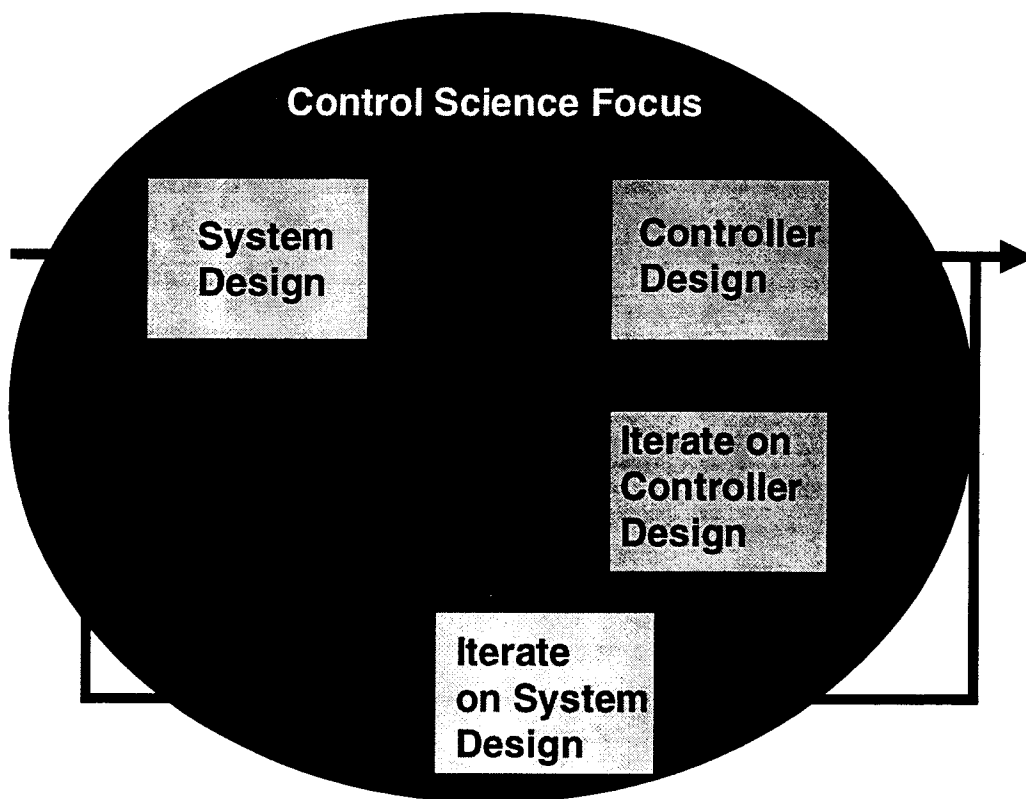 Control Science Focus
System
Design
Controller
Design
Iterate on
Controller
Design
Iterate
on System
Design